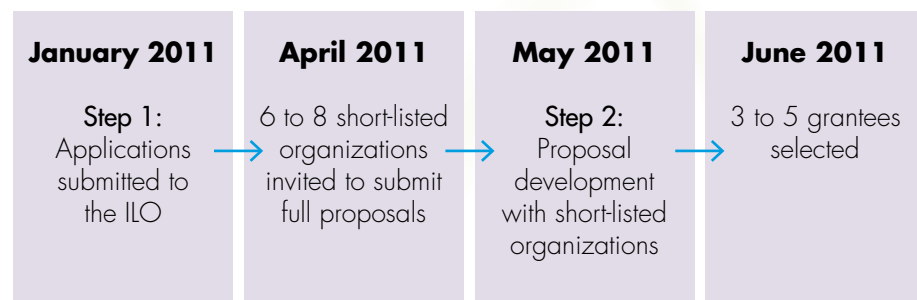 January 2011
Step 1:
Applications
submitted to
the ILO
April 2011
6 to 8 short-listed
organizations
invited to submit
full proposals
May 2011
Step 2:
Proposal
development
with short-listed
organizations
June 2011
3 to 5 grantees
selected